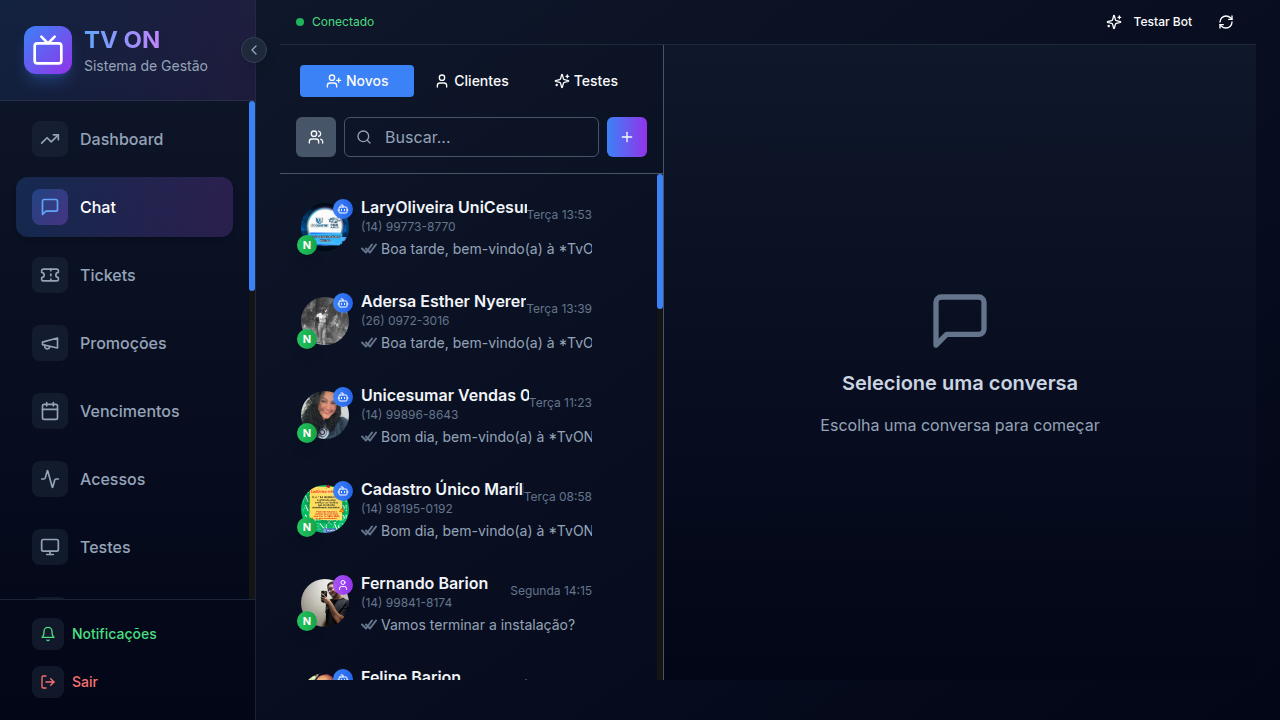 TV ON
Sistema de Gestão
Dashboard
Chat
Tickets
Promoções
Vencimentos
Acessos
Testes
Notificações
Sair
Conectado
Testar Bot
Novos
Clientes
Testes
Buscar...
+
LaryOliveira UniCesu
Terça 13:53
(14) 99773-8770
N
Boa tarde, bem-vindo(a) à *TvO
Adersa Esther Nyerer
Terça 13:39
(26) 0972-3016
N
Boa tarde, bem-vindo(a) à *TvO
Unicesumar Vendas 0
Terça 11:23
(14) 99896-8643
N
Bom dia, bem-vindo(a) à *TvON
Cadastro Único Maríl
Terça 08:58
(14) 98195-0192
N
Bom dia, bem-vindo(a) à *TvON
Fernando Barion
Segunda 14:15
(14) 99841-8174
N
Vamos terminar a instalação?
Felipe Barion
Selecione uma conversa
Escolha uma conversa para começar